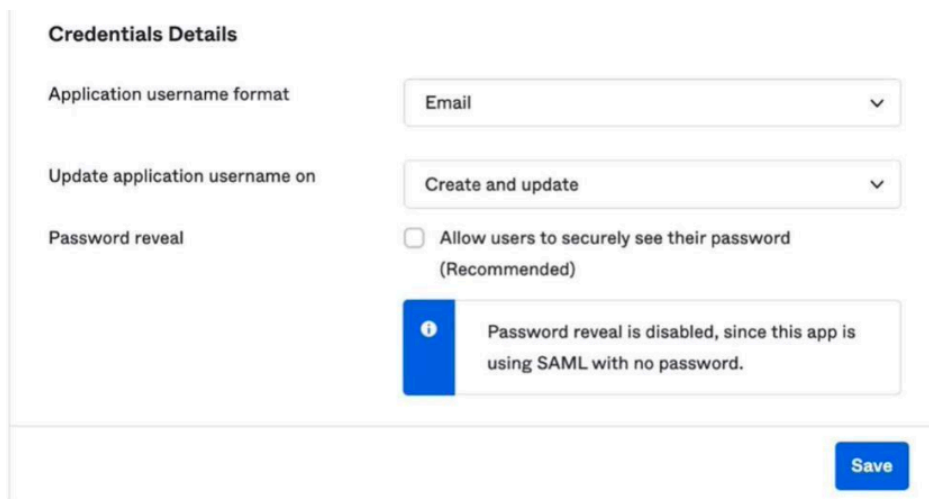 Credentials Details
Application username format
Email
Update application username on
Create and update
Password reveal
Allow users to securely see their password
(Recommended)
Password reveal is disabled, since this app is
using SAML with no password.
Save